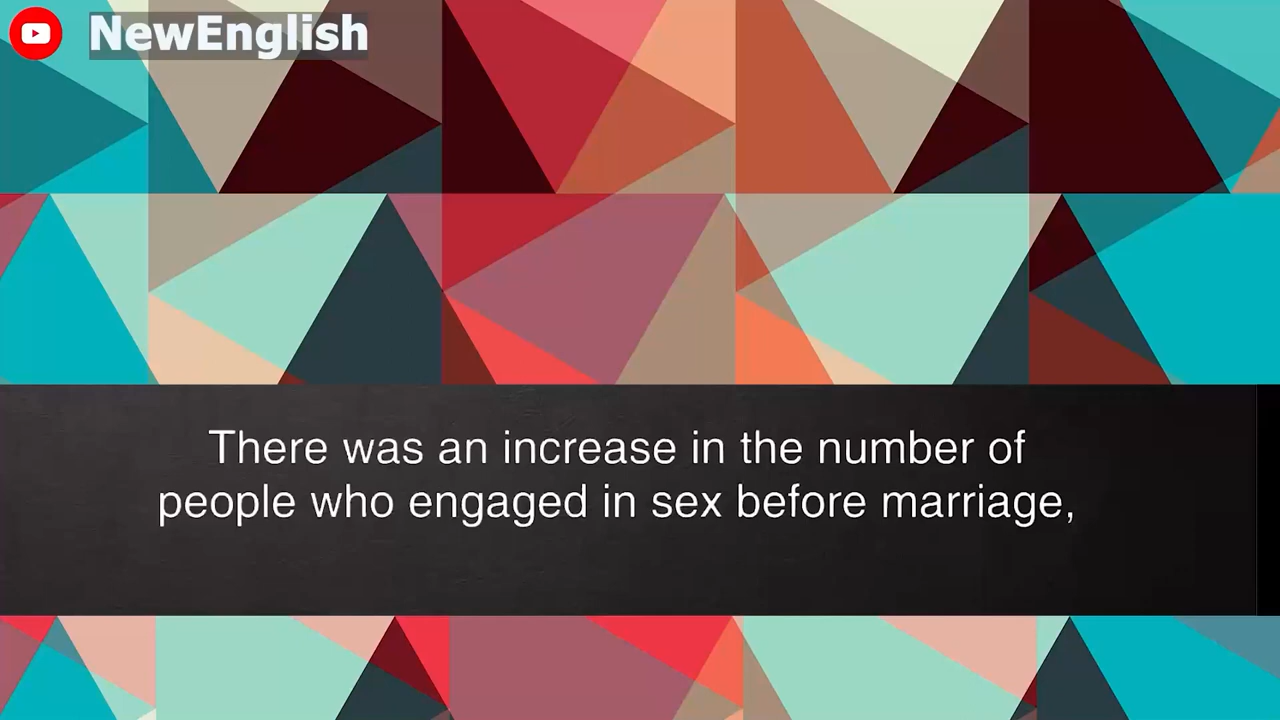 NewEnglish
There was an increase in the number of
people who engaged in sex before marriage,